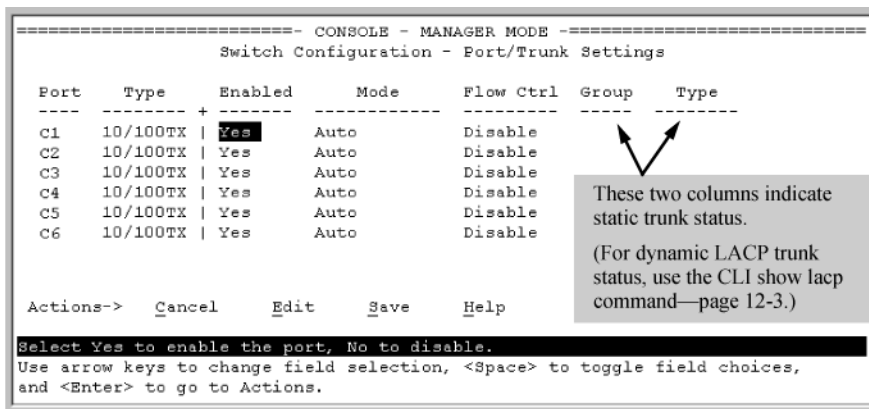 ===========================- CONSOLE - MANAGER MODE -============================
Switch Configuration - Port/Trunk Settings
Port Type Enabled Mode Flow Ctrl Group Type
---- -------- + ------- ------------ ---------- ----- --------
C1 10/100TX | Yes Auto Disable
C2 10/100TX | Yes Auto Disable
C3 10/100TX | Yes Auto Disable
C4 10/100TX | Yes Auto Disable
C5 10/100TX | Yes Auto Disable
C6 10/100TX | Yes Auto Disable
These two columns indicate
static trunk status.
(For dynamic LACP trunk
status, use the CLI show lacp
command—page 12-3.)
Actions-> Cancel Edit Save Help
Select Yes to enable the port, No to disable.
Use arrow keys to change field selection, <Space> to toggle field choices,
and <Enter> to go to Actions.